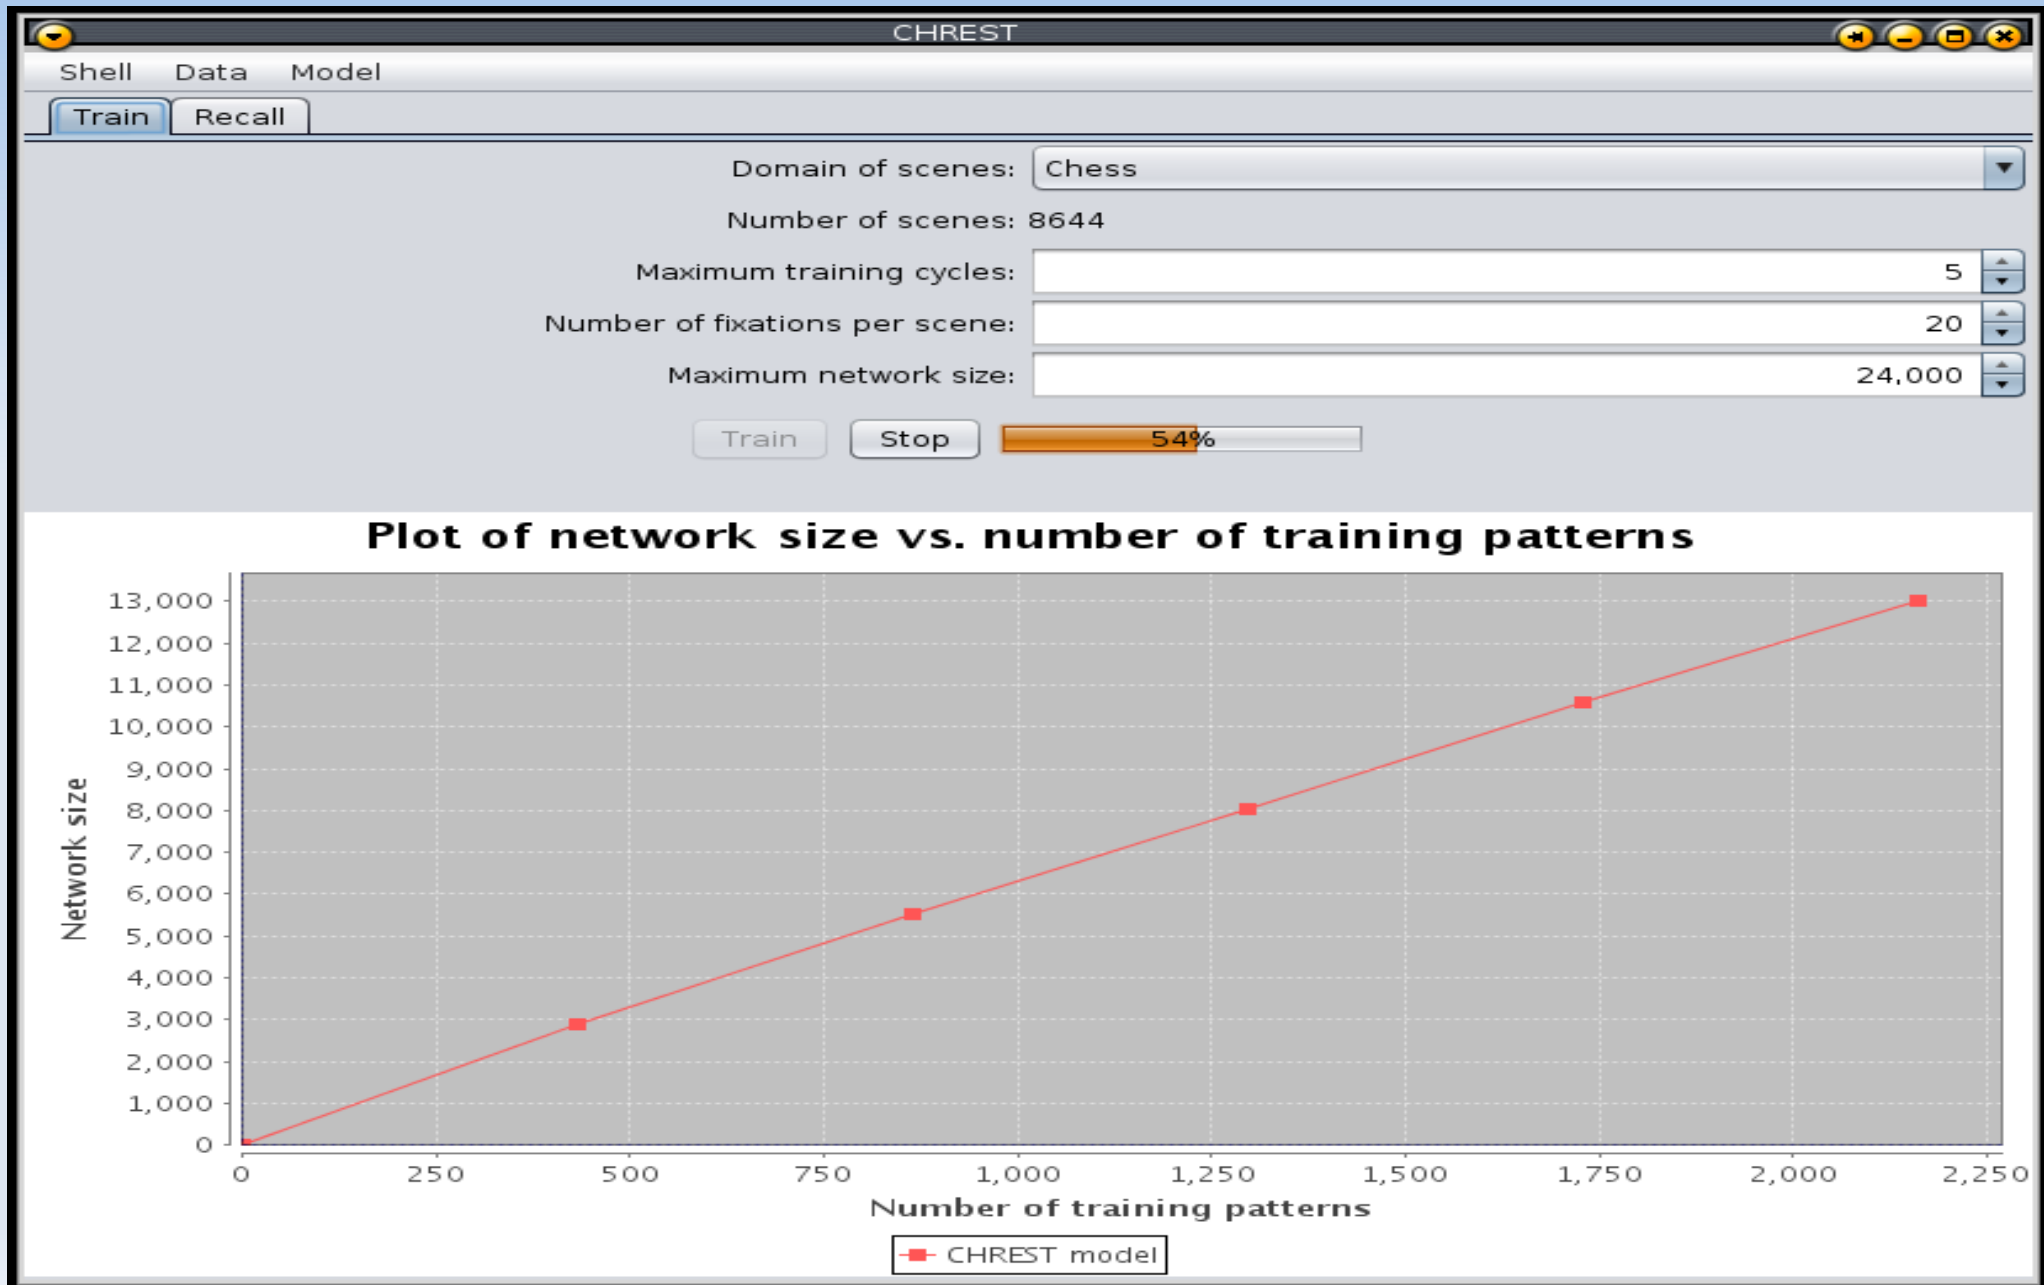 CHREST
Shell Data Model
Train Recall
Domain of scenes: Chess
Number of scenes: 8644
Maximum training cycles: 5
Number of fixations per scene: 20
Maximum network size: 24,000
Train Stop 54%
Plot of network size vs. number of training patterns
13,000
12,000
11,000
10,000
9,000
8,000
7,000
6,000
5,000
4,000
3,000
2,000
1,000
0
Network size
0 250 500 750 1,000 1,250 1,500 1,750 2,000 2,250
Number of training patterns
CHREST model